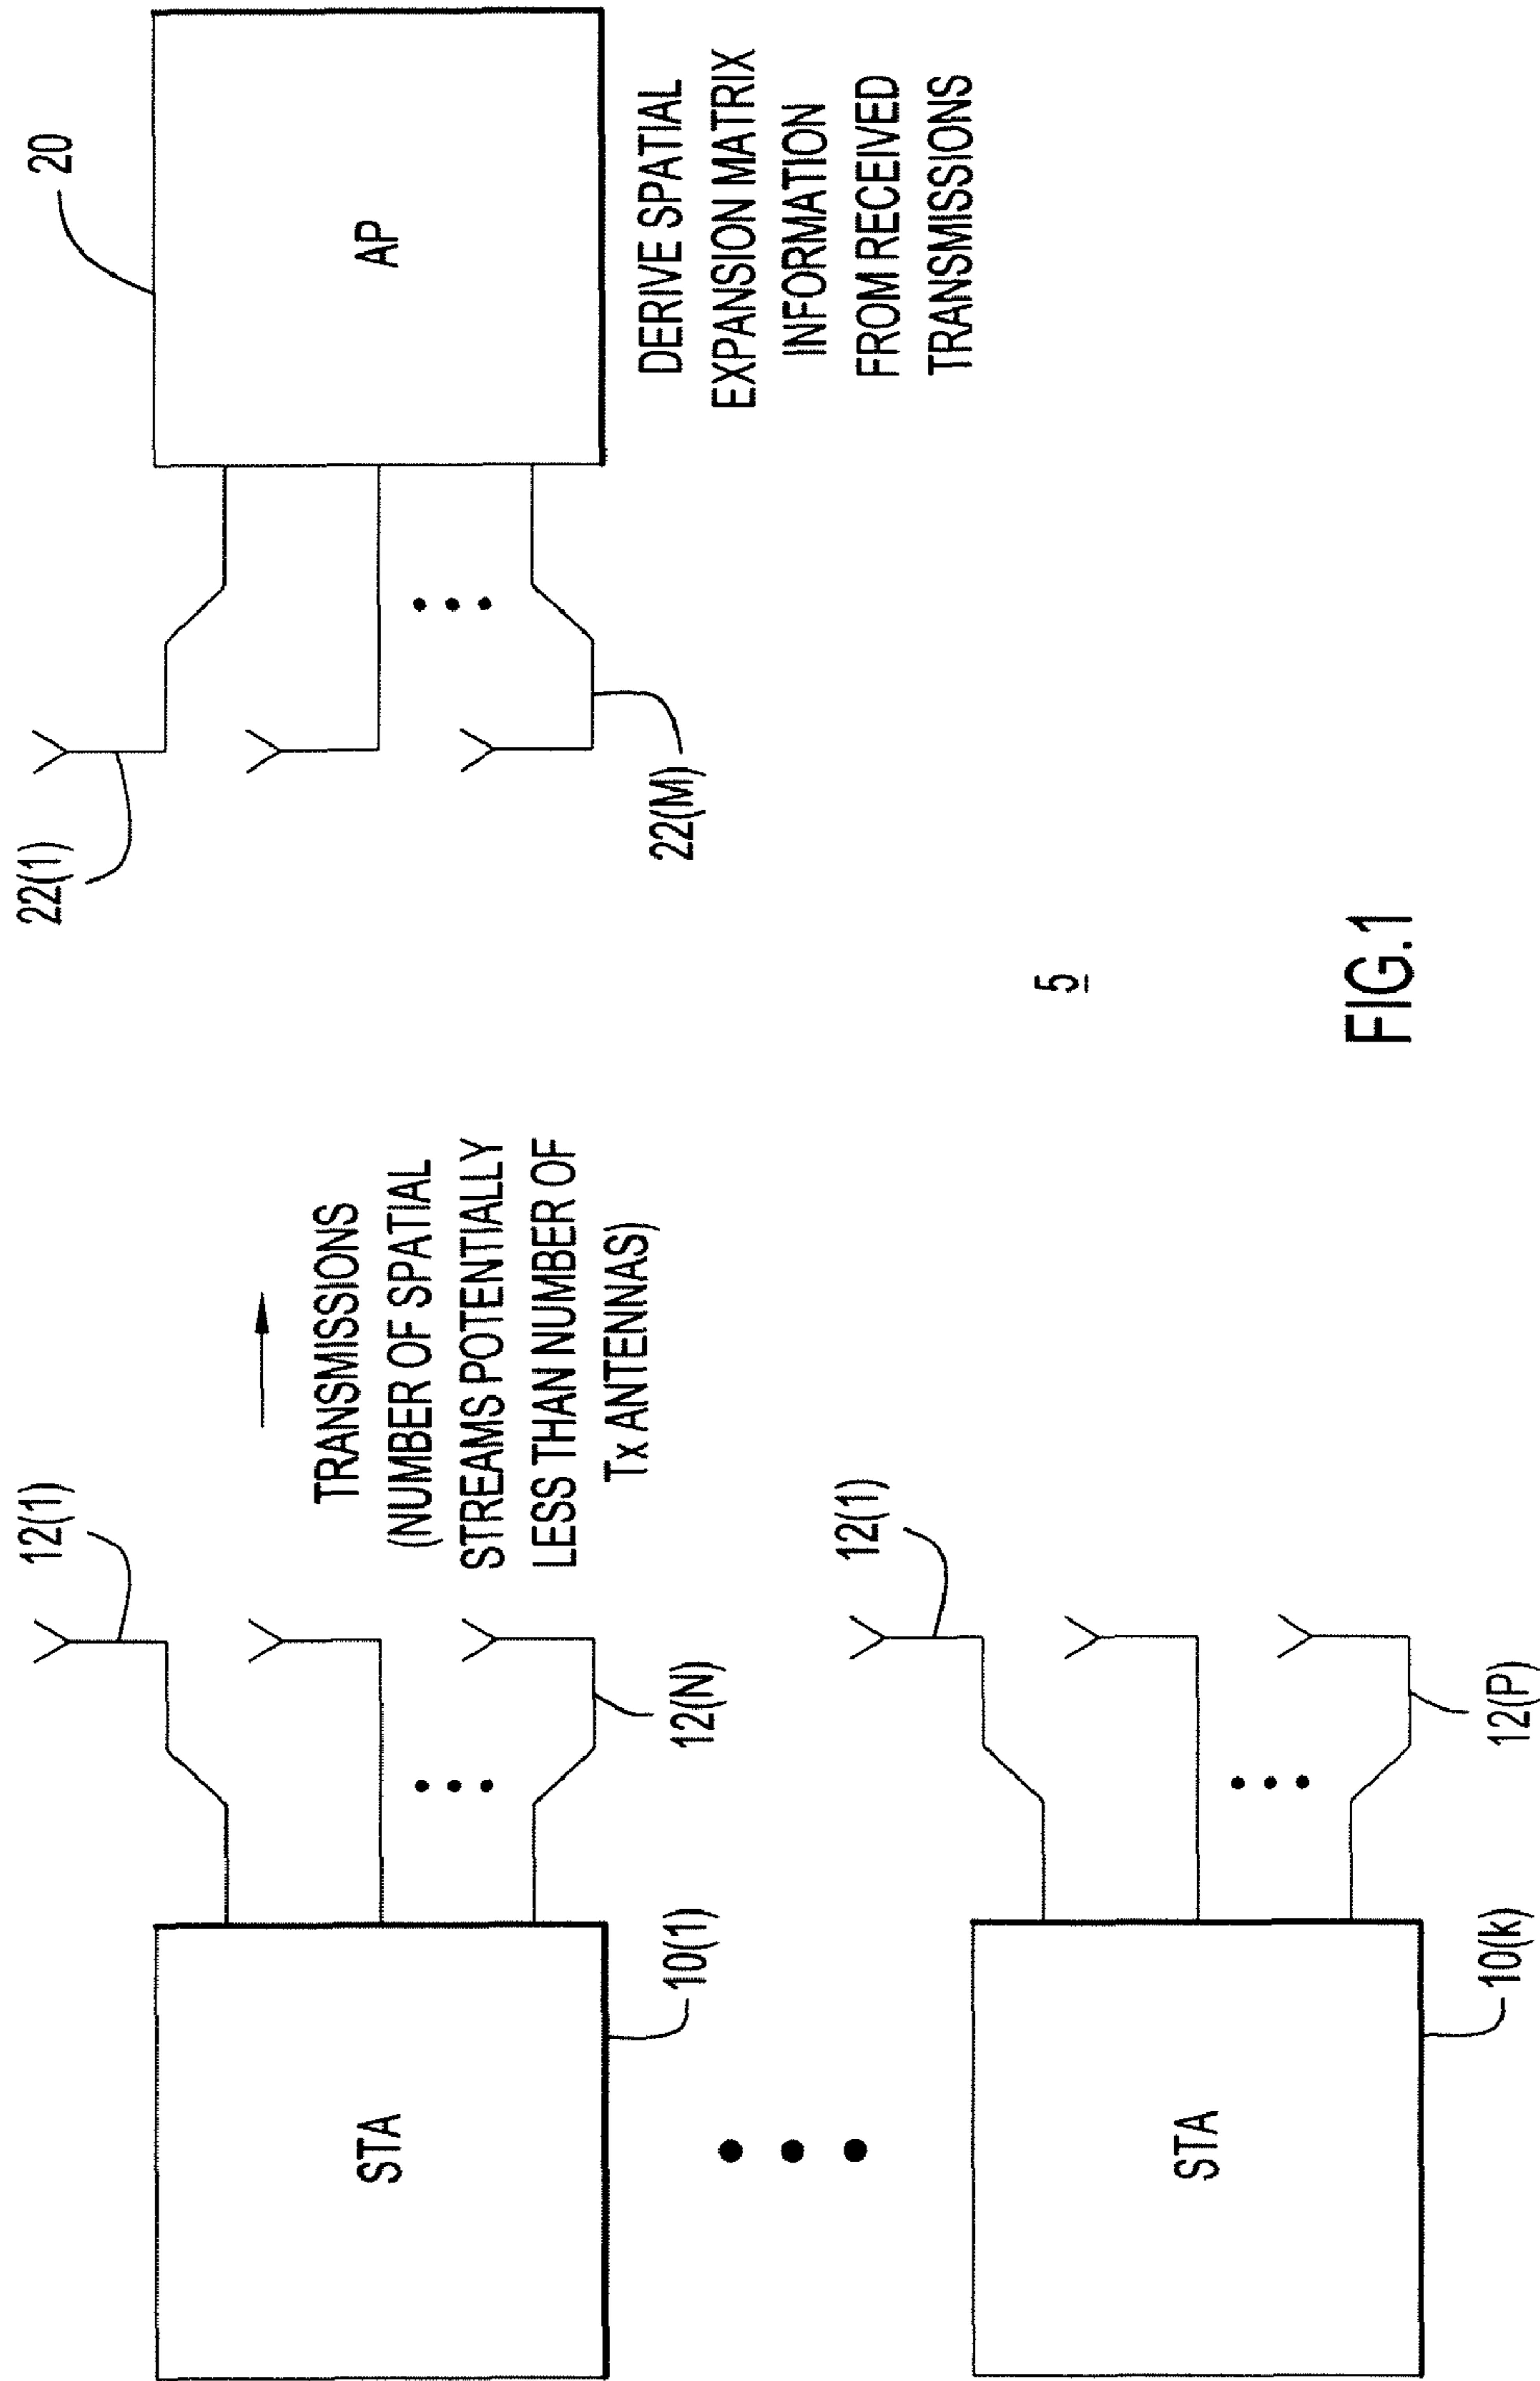 12(1)
22(1)
20
STA
TRANSMISSIONS
(NUMBER OF SPATIAL
STREAMS POTENTIALLY
LESS THAN NUMBER OF
Tx ANTENNAS)
AP
10(1)
12(N)
22(M)
DERIVE SPATIAL
EXPANSION MATRIX
INFORMATION
FROM RECEIVED
TRANSMISSIONS
12(1)
STA
5
10(k)
12(P)
FIG.1